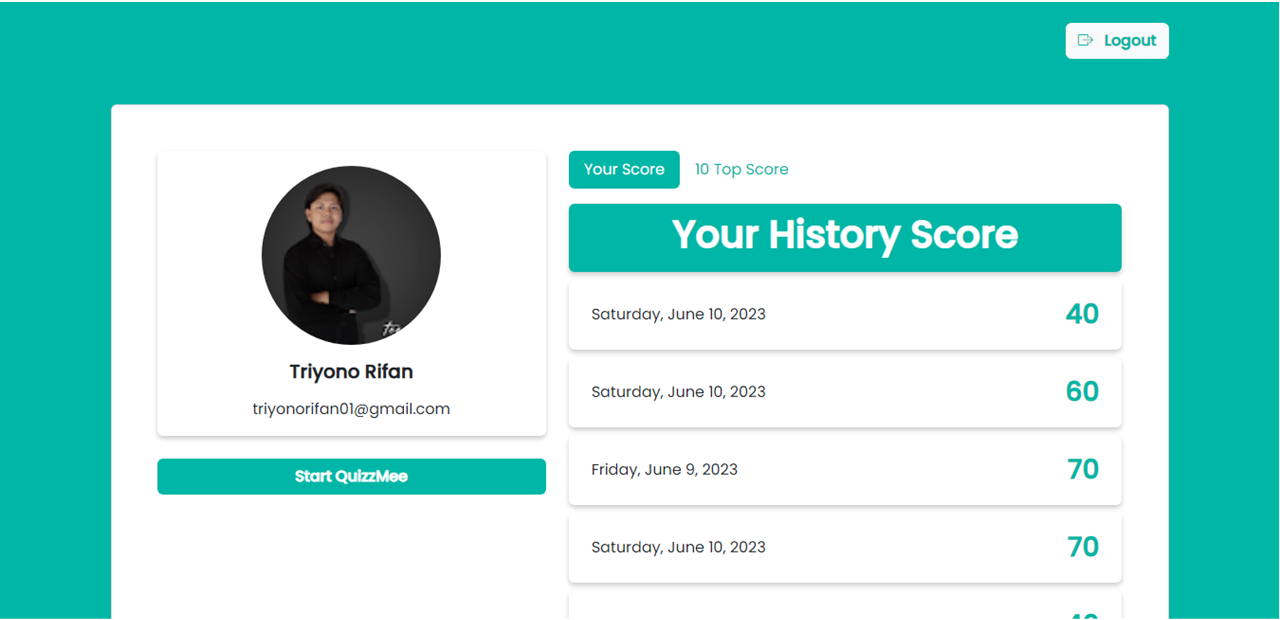 Logout
Triyono Rifan
triyonorifan01@gmail.com
Start QuizzMee
Your Score
10 Top Score
Your History Score
Saturday, June 10, 2023
40
Saturday, June 10, 2023
60
Friday, June 9, 2023
70
Saturday, June 10, 2023
70